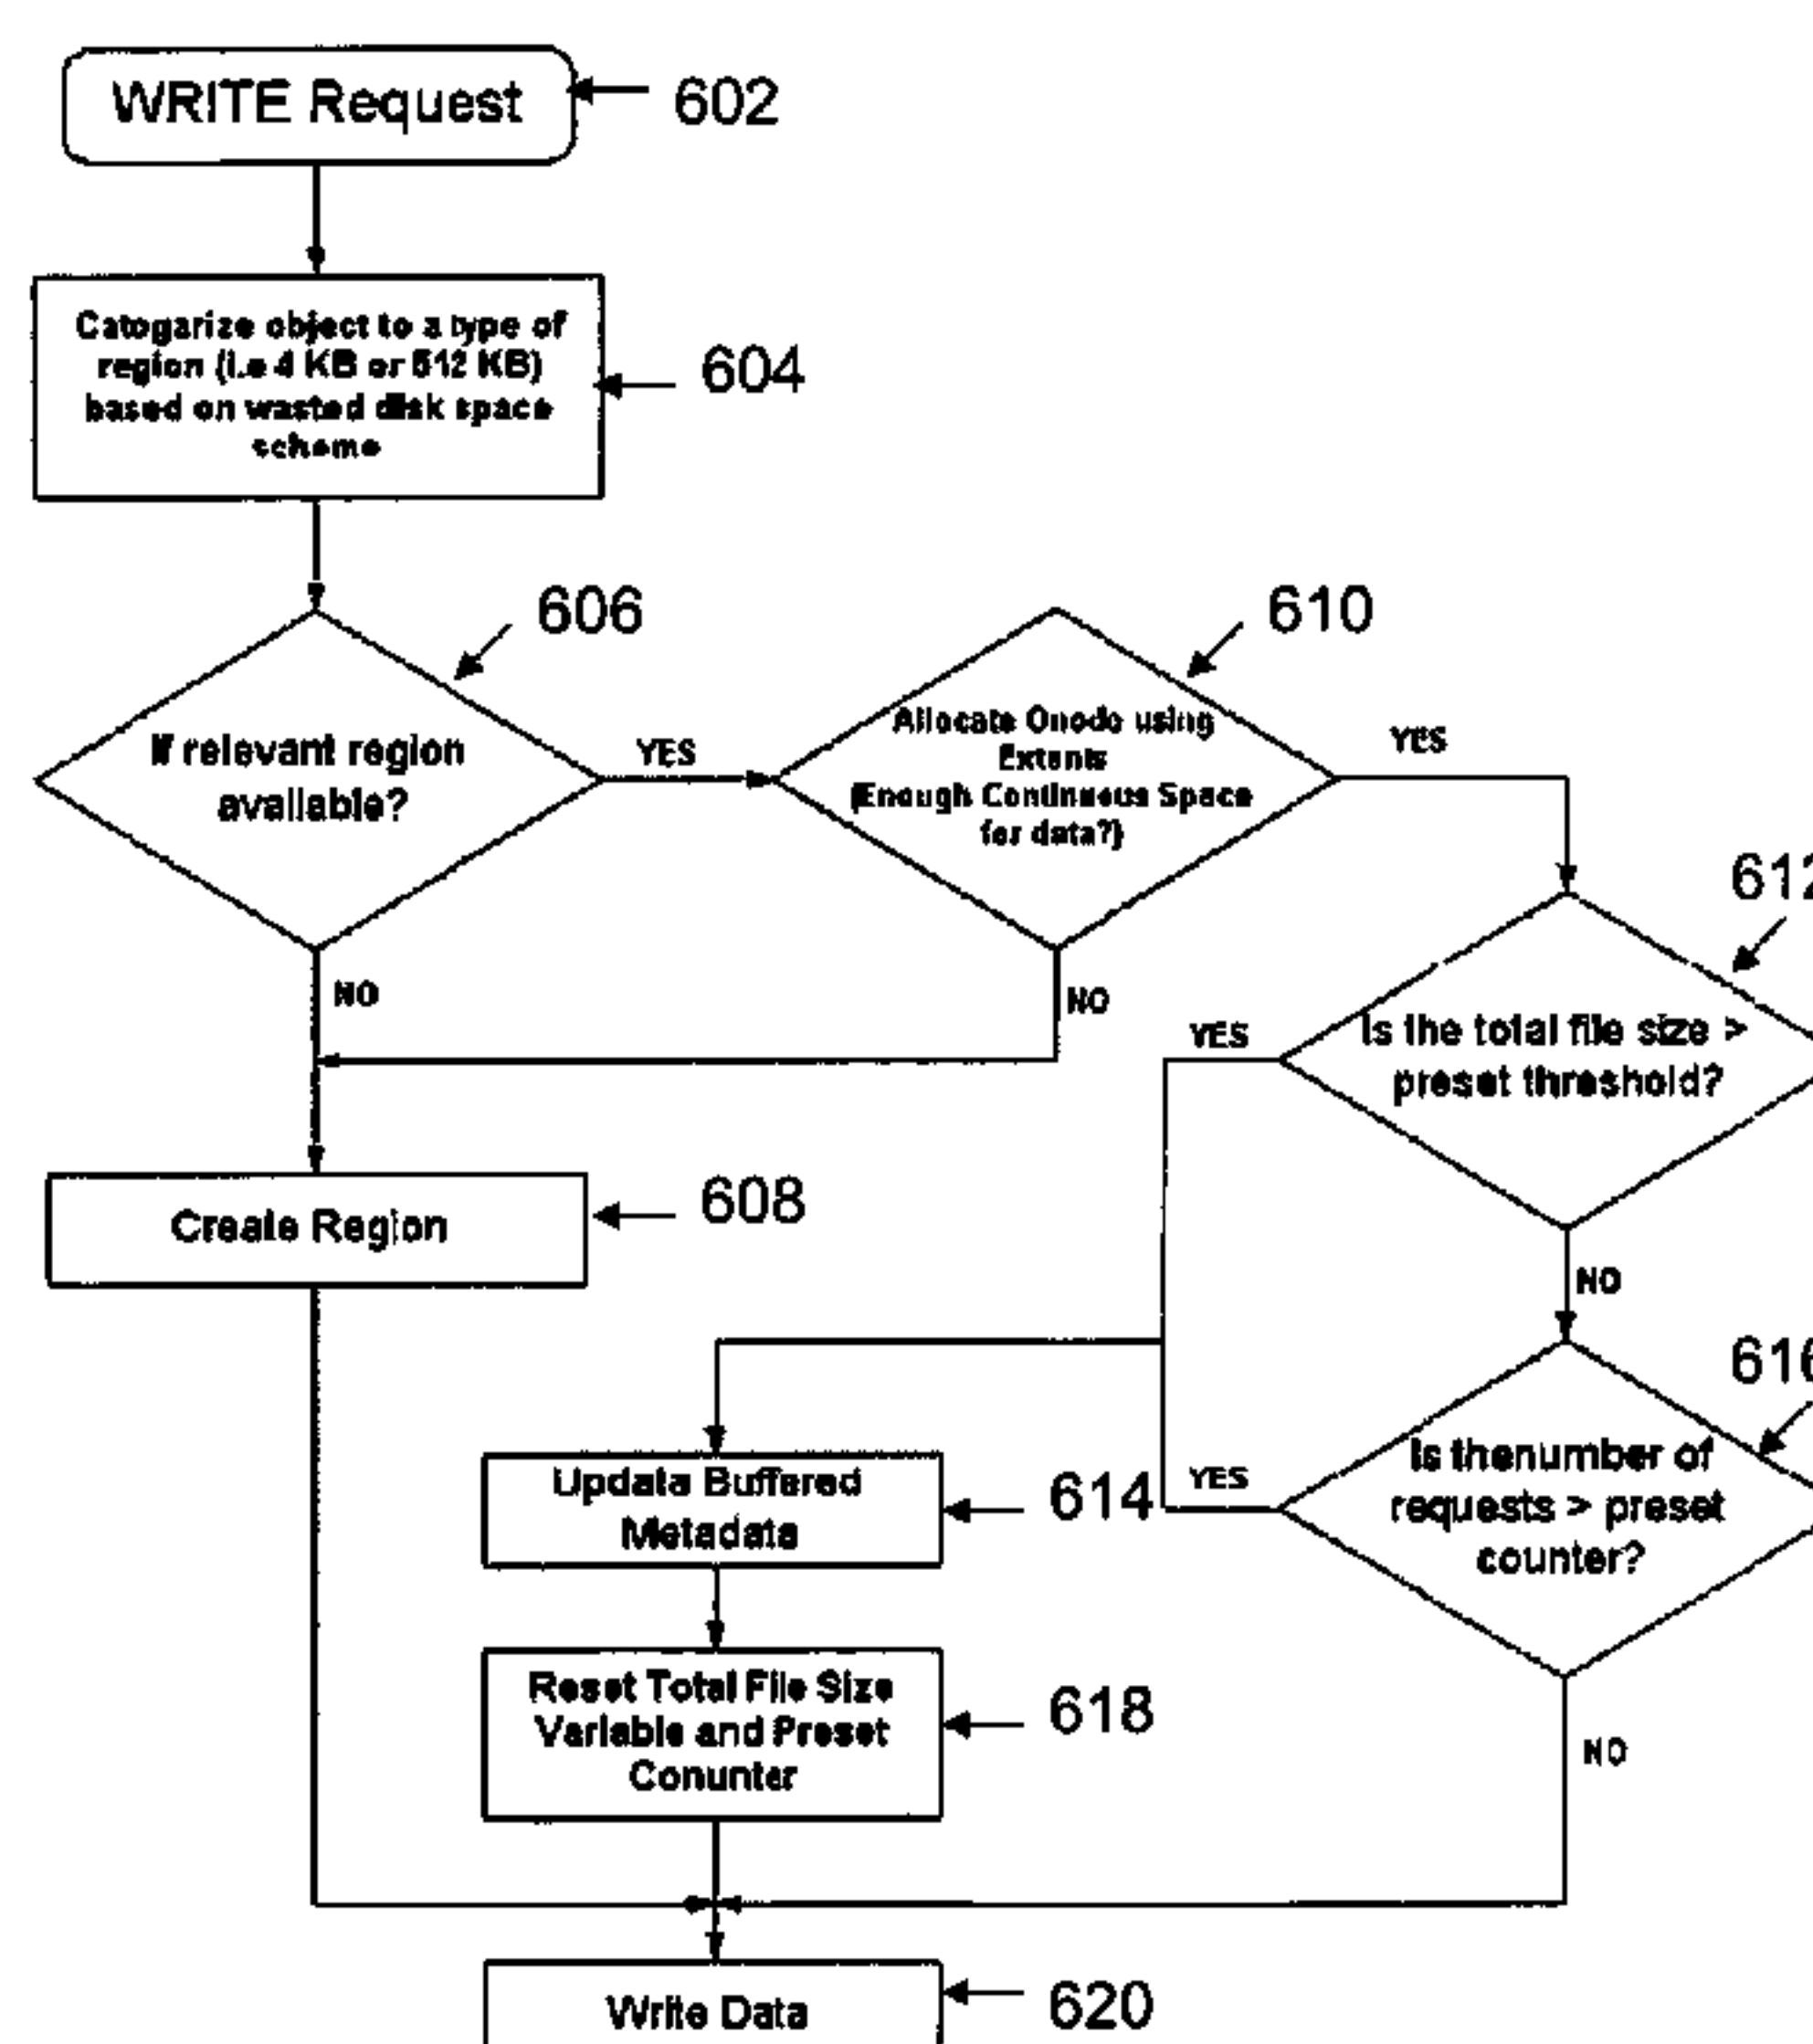 WRITE Request
602
Catogarize object to a type of
region (i.e 4 KB or 512 KB)
based on wasted disk space
scheme
604
606
610
If relevant region
available?
YES
Allocate Onode using
Extents
(Enough Continuous Space
for data?)
YES
612
NO
NO
YES
Is the total file size >
preset threshold?
Create Region
608
NO
616
Updata Buffered
Metadata
614
YES
Is thenumber of
requests > preset
counter?
Reset Total File Size
Variable and Preset
Conunter
618
NO
Write Data
620